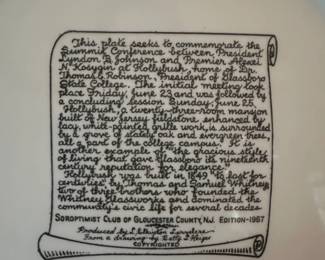 This plate seeks to commemorate the
Summit Conference between President
Lyndon B. Johnson and Premier Alexei
N. Kosygin at Hollybush, home of Dr.
Thomas E. Robinson, President of Glassboro
State College. The initial meeting took
place Friday, June 23, and was followed by
a concluding session Sunday, June 25.
Hollybush, a twenty-three-room mansion
built of New Jersey fieldstone enhanced by
lacy, white-painted grille work, is surrounded
by a grove of stately oak and evergreen trees,
all a part of the college campus. It is
another example of the gracious styles
of living that gave Glassboro its nineteenth
century reputation for elegance.
Hollybush was built in 1849 "to last for
centuries" by Thomas and Samuel Whitney,
two of three brothers who founded the
Whitney Glassworks and dominated the
community's civic life for several decades.
SOROPTIMIST CLUB OF GLOUCESTER COUNTY, N.J. EDITION-1967
Produced by
From a drawing by
COPYRIGHTED